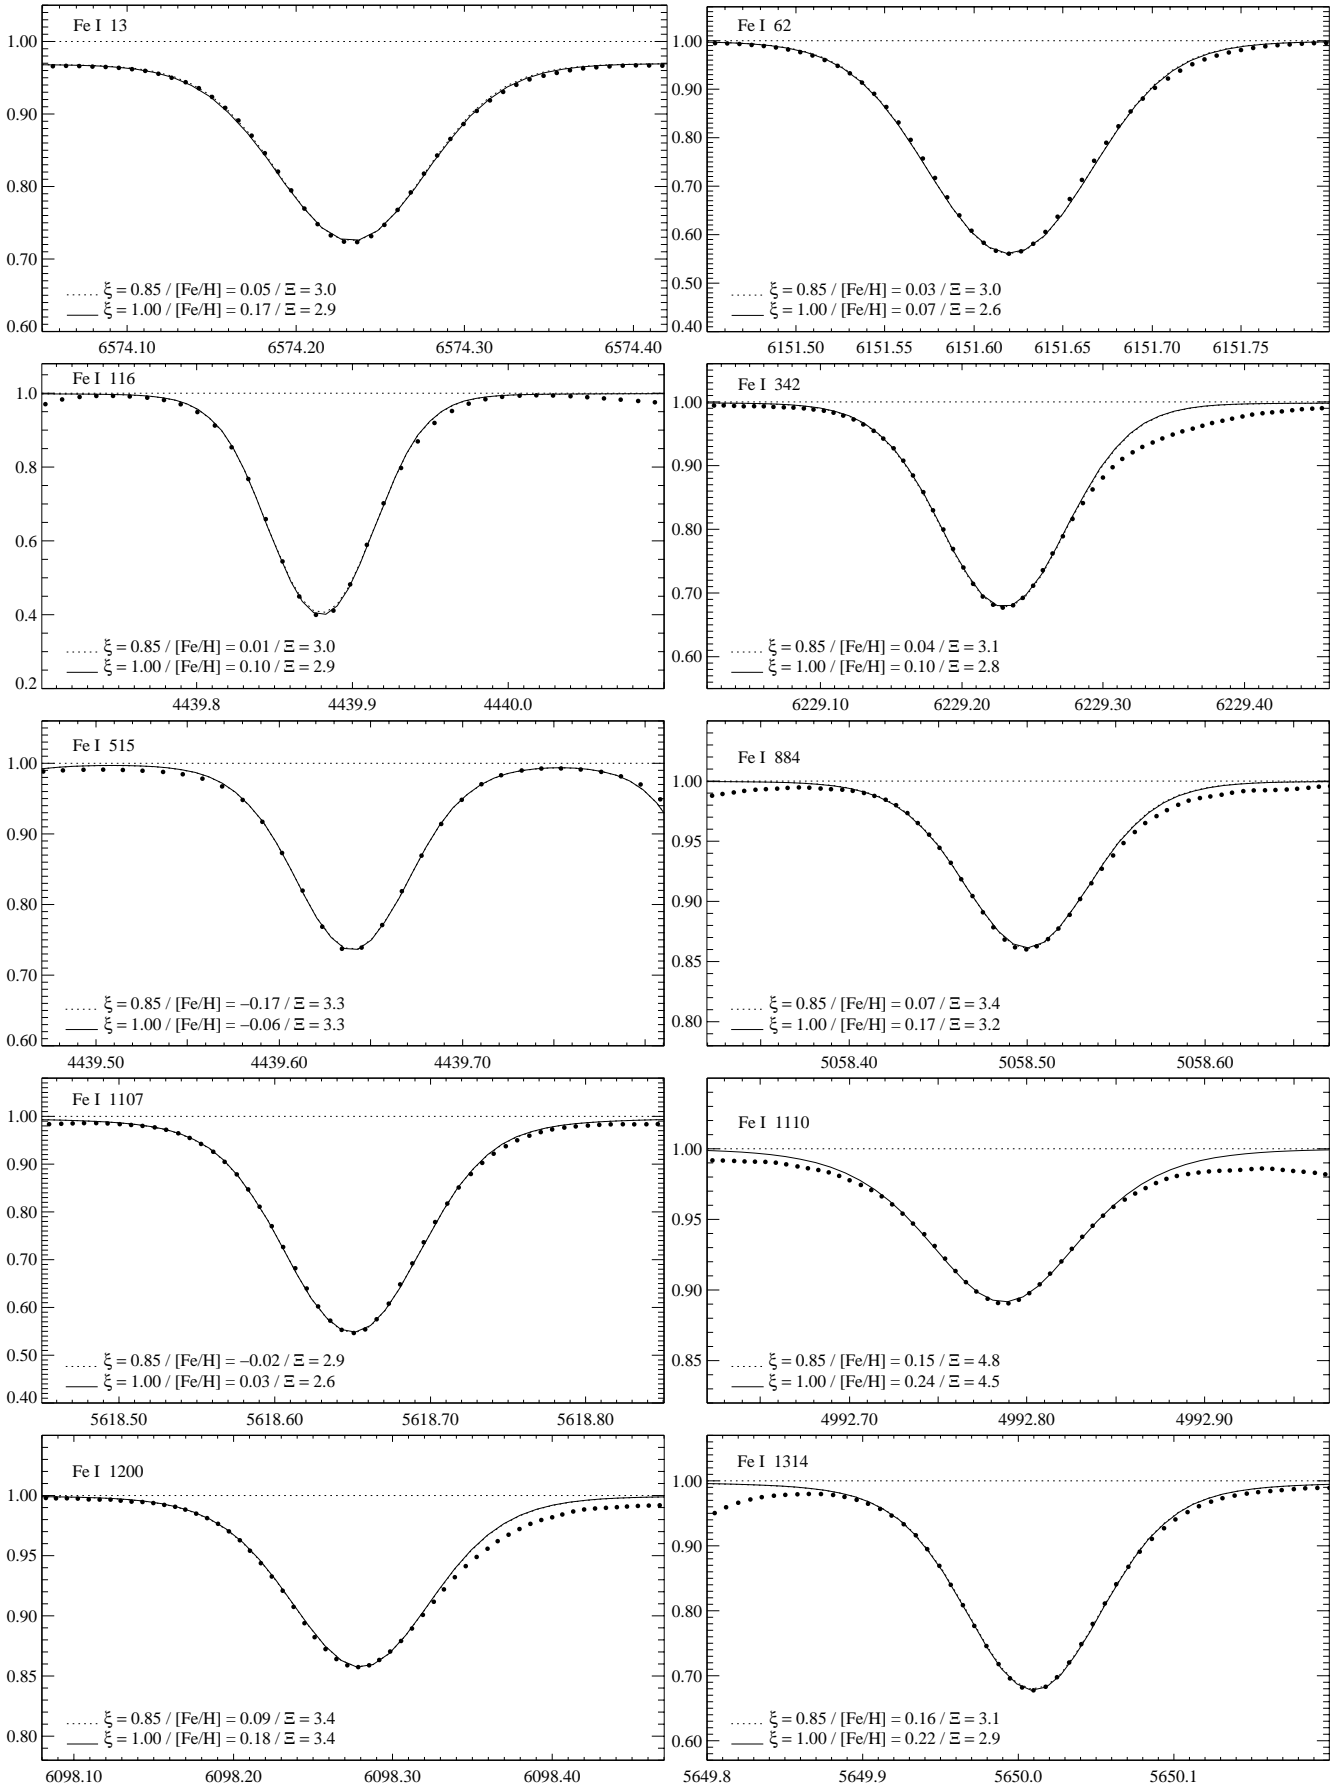 Fe I 13
1.00
0.90
0.80
0.70
0.60
ξ = 0.85 / [Fe/H] = 0.05 / Ξ = 3.0
ξ = 1.00 / [Fe/H] = 0.17 / Ξ = 2.9
6574.10 6574.20 6574.30 6574.40
Fe I 62
1.00
0.90
0.80
0.70
0.60
0.50
0.40
ξ = 0.85 / [Fe/H] = 0.03 / Ξ = 3.0
ξ = 1.00 / [Fe/H] = 0.07 / Ξ = 2.6
6151.50 6151.55 6151.60 6151.65 6151.70 6151.75
Fe I 116
1.0
0.8
0.6
0.4
0.2
ξ = 0.85 / [Fe/H] = 0.01 / Ξ = 3.0
ξ = 1.00 / [Fe/H] = 0.10 / Ξ = 2.9
4439.8 4439.9 4440.0
Fe I 342
1.00
0.90
0.80
0.70
0.60
ξ = 0.85 / [Fe/H] = 0.04 / Ξ = 3.1
ξ = 1.00 / [Fe/H] = 0.10 / Ξ = 2.8
6229.10 6229.20 6229.30 6229.40
Fe I 515
1.00
0.90
0.80
0.70
0.60
ξ = 0.85 / [Fe/H] = −0.17 / Ξ = 3.3
ξ = 1.00 / [Fe/H] = −0.06 / Ξ = 3.3
4439.50 4439.60 4439.70
Fe I 884
1.00
0.95
0.90
0.85
0.80
ξ = 0.85 / [Fe/H] = 0.07 / Ξ = 3.4
ξ = 1.00 / [Fe/H] = 0.17 / Ξ = 3.2
5058.40 5058.50 5058.60
Fe I 1107
1.00
0.90
0.80
0.70
0.60
0.50
0.40
ξ = 0.85 / [Fe/H] = −0.02 / Ξ = 2.9
ξ = 1.00 / [Fe/H] = 0.03 / Ξ = 2.6
5618.50 5618.60 5618.70 5618.80
Fe I 1110
1.00
0.95
0.90
0.85
ξ = 0.85 / [Fe/H] = 0.15 / Ξ = 4.8
ξ = 1.00 / [Fe/H] = 0.24 / Ξ = 4.5
4992.70 4992.80 4992.90
Fe I 1200
1.00
0.95
0.90
0.85
0.80
ξ = 0.85 / [Fe/H] = 0.09 / Ξ = 3.4
ξ = 1.00 / [Fe/H] = 0.18 / Ξ = 3.4
6098.10 6098.20 6098.30 6098.40
Fe I 1314
1.00
0.90
0.80
0.70
0.60
ξ = 0.85 / [Fe/H] = 0.16 / Ξ = 3.1
ξ = 1.00 / [Fe/H] = 0.22 / Ξ = 2.9
5649.8 5649.9 5650.0 5650.1